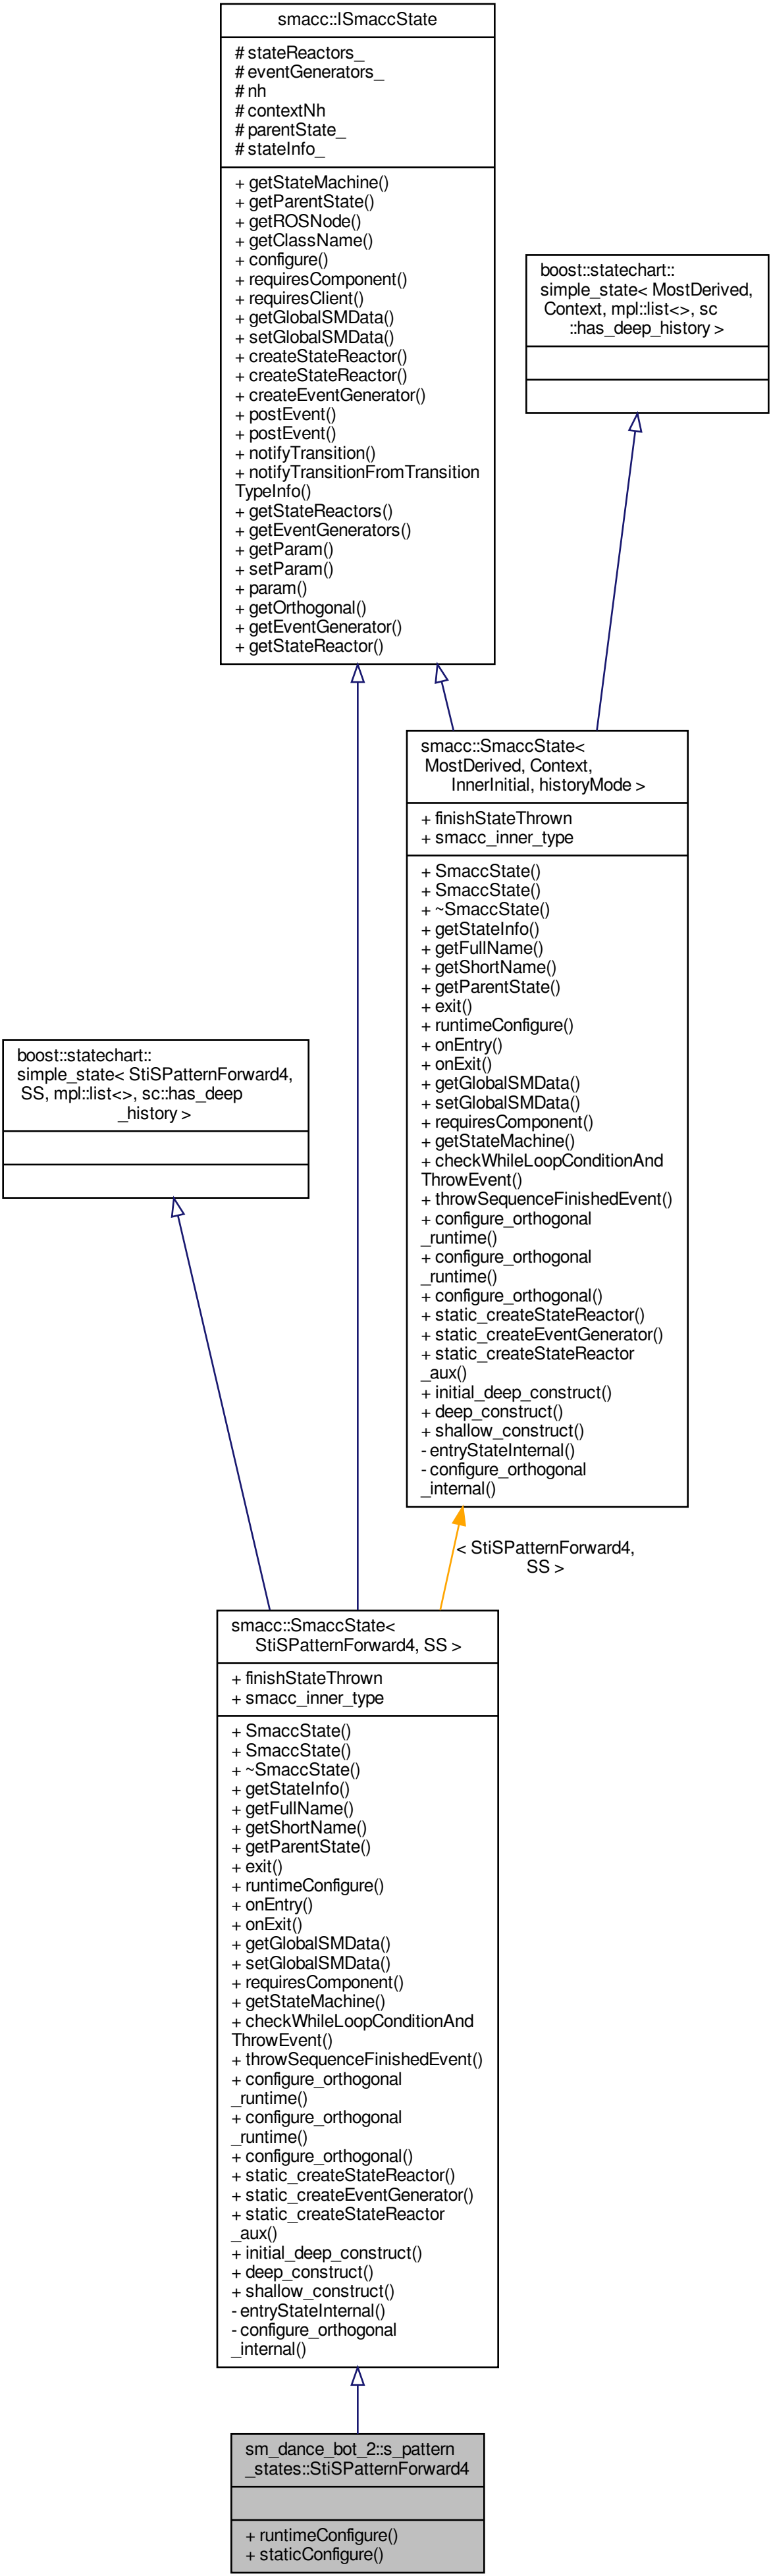 smacc::ISmaccState
# stateReactors_
# eventGenerators_
# nh
# contextNh
# parentState_
# stateInfo_
+ getStateMachine()
+ getParentState()
+ getROSNode()
+ getClassName()
+ configure()
+ requiresComponent()
+ requiresClient()
+ getGlobalSMData()
+ setGlobalSMData()
+ createStateReactor()
+ createStateReactor()
+ createEventGenerator()
+ postEvent()
+ postEvent()
+ notifyTransition()
+ notifyTransitionFromTransition
TypeInfo()
+ getStateReactors()
+ getEventGenerators()
+ getParam()
+ setParam()
+ param()
+ getOrthogonal()
+ getEventGenerator()
+ getStateReactor()
boost::statechart::
simple_state< MostDerived,
Context, mpl::list<>, sc
::has_deep_history >
smacc::SmaccState<
MostDerived, Context,
InnerInitial, historyMode >
+ finishStateThrown
+ smacc_inner_type
+ SmaccState()
+ SmaccState()
+ ~SmaccState()
+ getStateInfo()
+ getFullName()
+ getShortName()
+ getParentState()
+ exit()
+ runtimeConfigure()
+ onEntry()
+ onExit()
+ getGlobalSMData()
+ setGlobalSMData()
+ requiresComponent()
+ getStateMachine()
+ checkWhileLoopConditionAnd
ThrowEvent()
+ throwSequenceFinishedEvent()
+ configure_orthogonal
_runtime()
+ configure_orthogonal
_runtime()
+ configure_orthogonal()
+ static_createStateReactor()
+ static_createEventGenerator()
+ static_createStateReactor
_aux()
+ initial_deep_construct()
+ deep_construct()
+ shallow_construct()
- entryStateInternal()
- configure_orthogonal
_internal()
boost::statechart::
simple_state< StiSPatternForward4,
SS, mpl::list<>, sc::has_deep
_history >
< StiSPatternForward4,
SS >
smacc::SmaccState<
StiSPatternForward4, SS >
+ finishStateThrown
+ smacc_inner_type
+ SmaccState()
+ SmaccState()
+ ~SmaccState()
+ getStateInfo()
+ getFullName()
+ getShortName()
+ getParentState()
+ exit()
+ runtimeConfigure()
+ onEntry()
+ onExit()
+ getGlobalSMData()
+ setGlobalSMData()
+ requiresComponent()
+ getStateMachine()
+ checkWhileLoopConditionAnd
ThrowEvent()
+ throwSequenceFinishedEvent()
+ configure_orthogonal
_runtime()
+ configure_orthogonal
_runtime()
+ configure_orthogonal()
+ static_createStateReactor()
+ static_createEventGenerator()
+ static_createStateReactor
_aux()
+ initial_deep_construct()
+ deep_construct()
+ shallow_construct()
- entryStateInternal()
- configure_orthogonal
_internal()
sm_dance_bot_2::s_pattern
_states::StiSPatternForward4
+ runtimeConfigure()
+ staticConfigure()